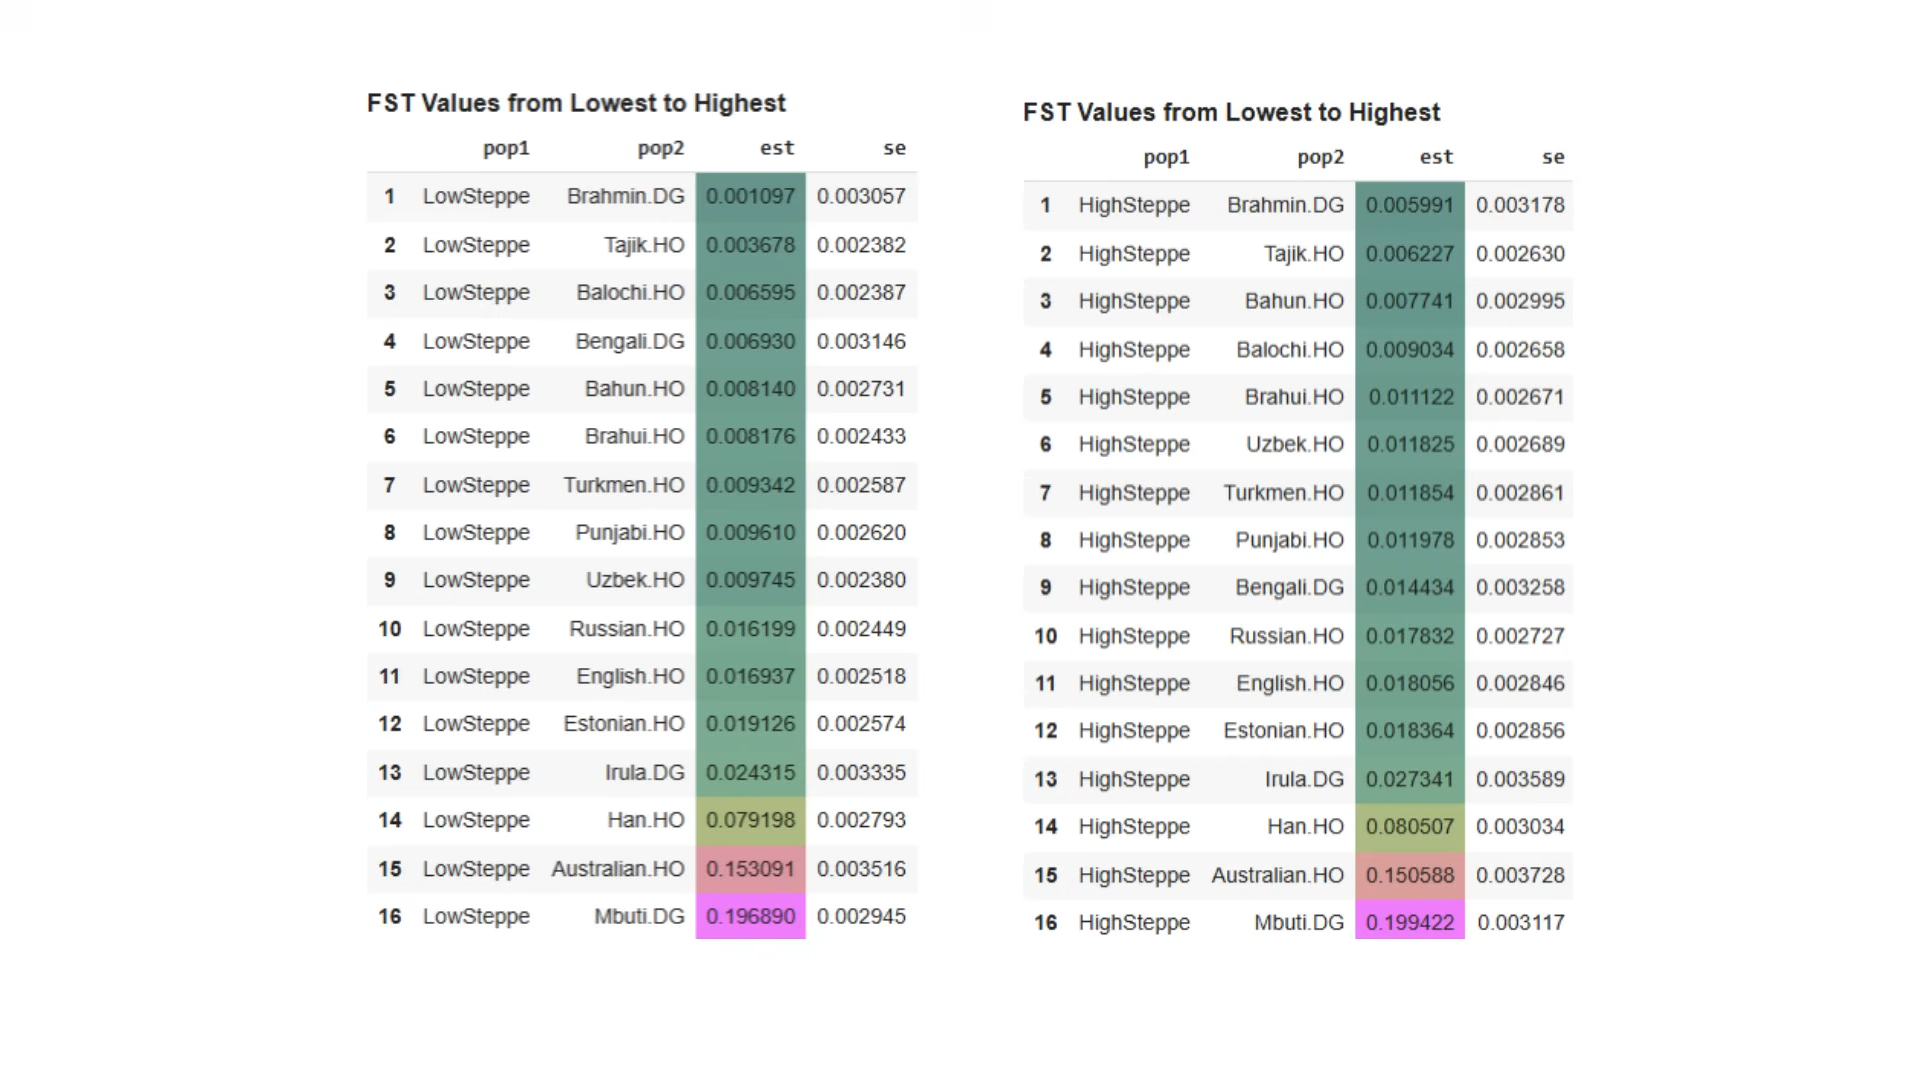 FST Values from Lowest to Highest
pop1 pop2 est se
1 LowSteppe Brahmin.DG 0.001097 0.003057
2 LowSteppe Tajik.HO 0.003678 0.002382
3 LowSteppe Balochi.HO 0.006595 0.002387
4 LowSteppe Bengali.DG 0.006930 0.003146
5 LowSteppe Bahun.HO 0.008140 0.002731
6 LowSteppe Brahui.HO 0.008176 0.002433
7 LowSteppe Turkmen.HO 0.009342 0.002587
8 LowSteppe Punjabi.HO 0.009610 0.002620
9 LowSteppe Uzbek.HO 0.009745 0.002380
10 LowSteppe Russian.HO 0.016199 0.002449
11 LowSteppe English.HO 0.016937 0.002518
12 LowSteppe Estonian.HO 0.019126 0.002574
13 LowSteppe Irula.DG 0.024315 0.003335
14 LowSteppe Han.HO 0.079198 0.002793
15 LowSteppe Australian.HO 0.153091 0.003516
16 LowSteppe Mbuti.DG 0.196890 0.002945
FST Values from Lowest to Highest
pop1 pop2 est se
1 HighSteppe Brahmin.DG 0.005991 0.003178
2 HighSteppe Tajik.HO 0.006227 0.002630
3 HighSteppe Bahun.HO 0.007741 0.002995
4 HighSteppe Balochi.HO 0.009034 0.002658
5 HighSteppe Brahui.HO 0.011122 0.002671
6 HighSteppe Uzbek.HO 0.011825 0.002689
7 HighSteppe Turkmen.HO 0.011854 0.002861
8 HighSteppe Punjabi.HO 0.011978 0.002853
9 HighSteppe Bengali.DG 0.014434 0.003258
10 HighSteppe Russian.HO 0.017832 0.002727
11 HighSteppe English.HO 0.018056 0.002846
12 HighSteppe Estonian.HO 0.018364 0.002856
13 HighSteppe Irula.DG 0.027341 0.003589
14 HighSteppe Han.HO 0.080507 0.003034
15 HighSteppe Australian.HO 0.150588 0.003728
16 HighSteppe Mbuti.DG 0.199422 0.003117